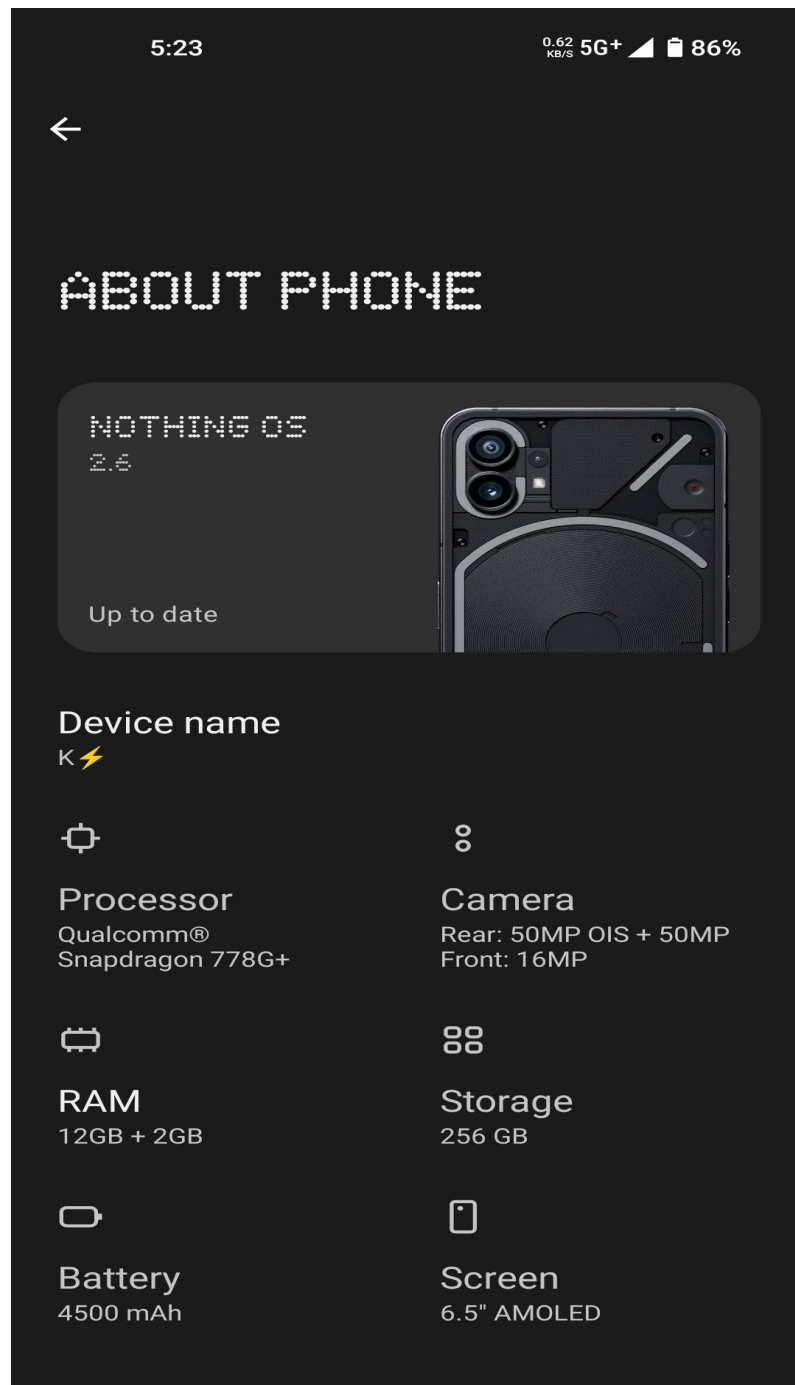 5:23
0.62 KB/S 5G+ 86%
ABOUT PHONE
NOTHING OS
2.6
Up to date
Device name
K⚡
Processor
Qualcomm®
Snapdragon 778G+
Camera
Rear: 50MP OIS + 50MP
Front: 16MP
RAM
12GB + 2GB
Storage
256 GB
Battery
4500 mAh
Screen
6.5" AMOLED